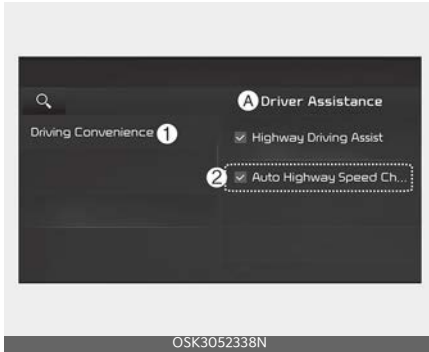 A Driver Assistance
Driving Convenience 1
Highway Driving Assist
2 Auto Highway Speed Ch...
OSK3052338N